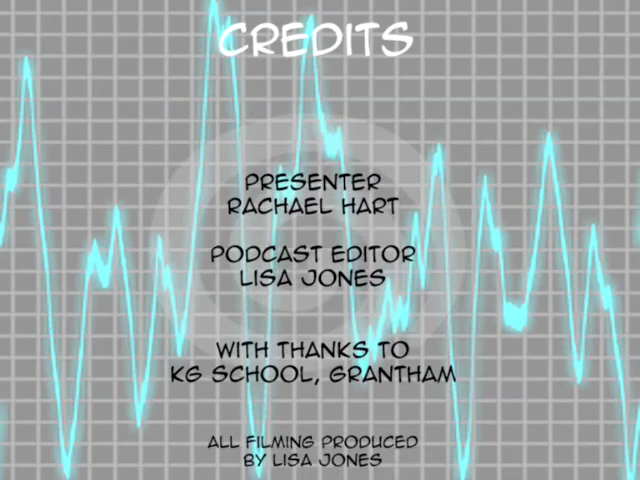 CREDITS
PRESENTER
RACHAEL HART
PODCAST EDITOR
LISA JONES
WITH THANKS TO
KG SCHOOL, GRANTHAM
ALL FILMING PRODUCED
BY LISA JONES